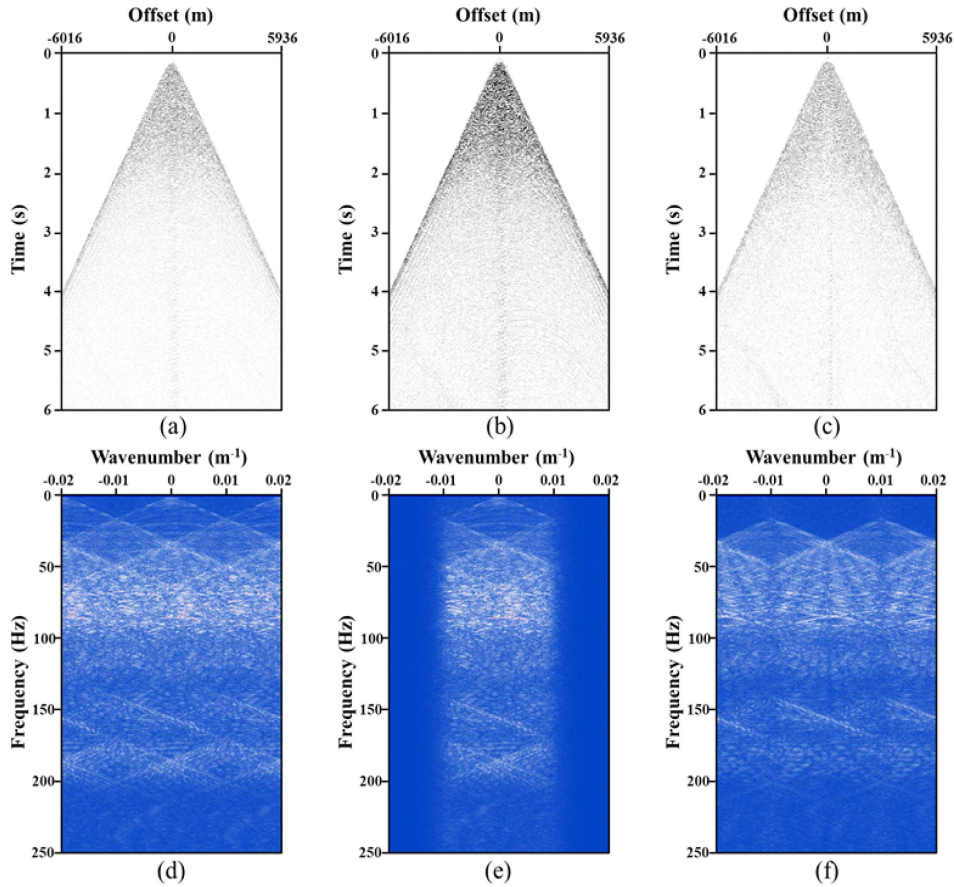 Offset (m) Offset (m) Offset (m)
-6016 0 5936 -6016 0 5936 -6016 0 5936
0 0 0
1 1 1
2 2 2
3 3 3
4 4 4
5 5 5
6 6 6
Time (s) Time (s) Time (s)
(a) (b) (c)
Wavenumber (m-1) Wavenumber (m-1) Wavenumber (m-1)
-0.02 -0.01 0 0.01 0.02 -0.02 -0.01 0 0.01 0.02 -0.02 -0.01 0 0.01 0.02
0 0 0
50 50 50
100 100 100
150 150 150
200 200 200
250 250 250
Frequency (Hz) Frequency (Hz) Frequency (Hz)
(d) (e) (f)